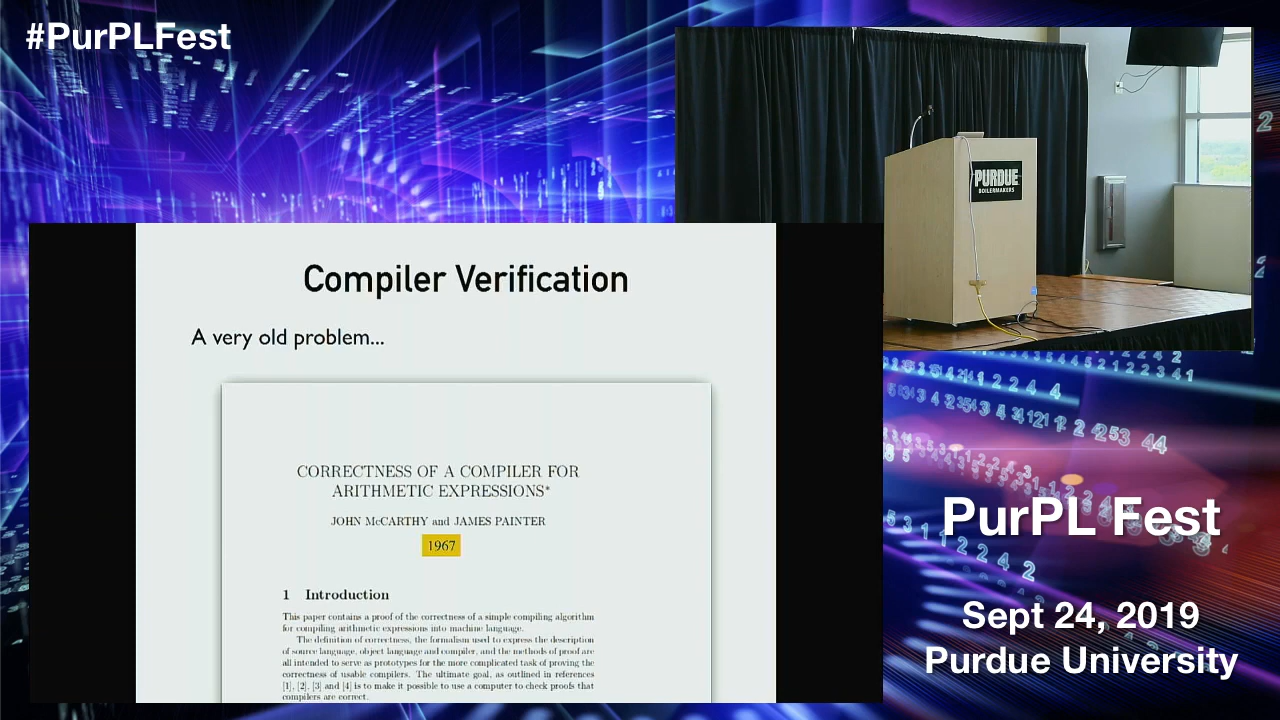 #PurPLFest
PURDUE
BOILERMAKERS
Compiler Verification
A very old problem...
CORRECTNESS OF A COMPILER FOR
ARITHMETIC EXPRESSIONS*
JOHN McCARTHY and JAMES PAINTER
1967
1 Introduction
This paper contains a proof of the correctness of a simple compiling algorithm
for compiling arithmetic expressions into machine language.
The definition of correctness, the formalism used to express the description
of source language, object language and compiler, and the methods of proof are
all intended to serve as prototypes for the more complicated task of proving the
correctness of usable compilers. The ultimate goal, as outlined in references
[1], [2], [3] and [4] is to make it possible to use a computer to check proofs that
compilers are correct.
PurPL Fest
Sept 24, 2019
Purdue University